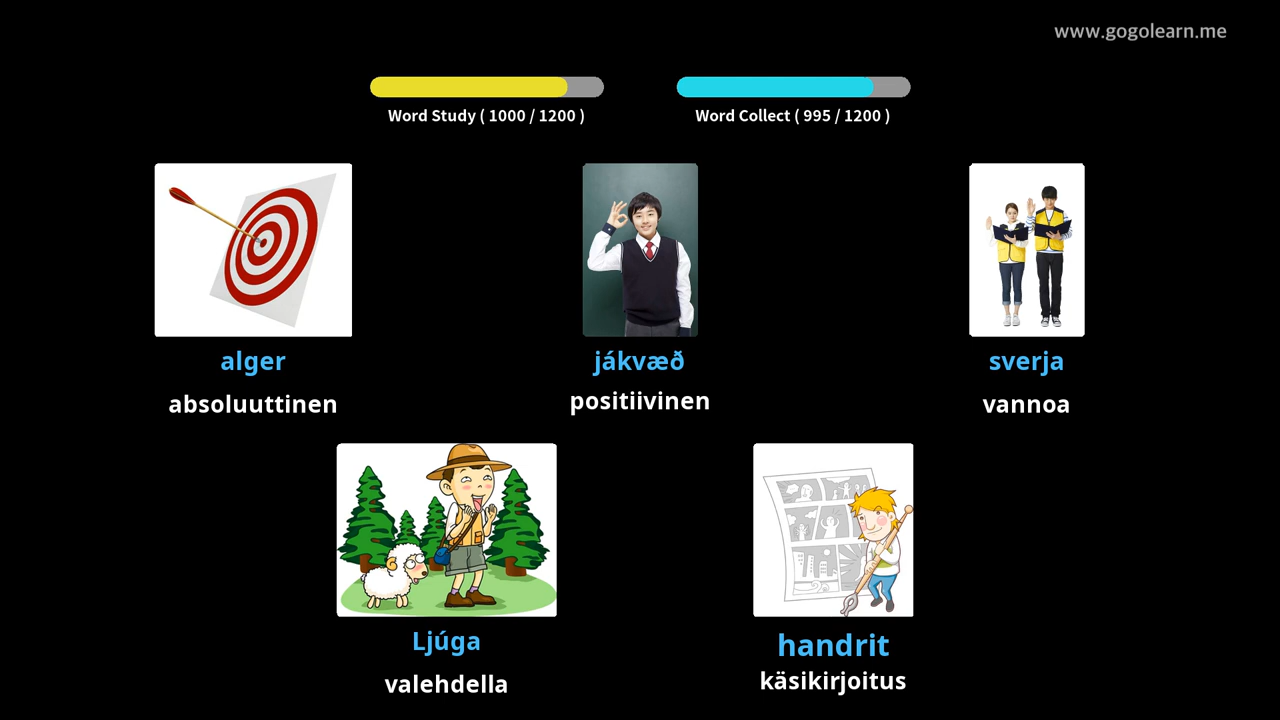 www.gogolearn.me
Word Study ( 1000 / 1200 )
Word Collect ( 995 / 1200 )
alger
absoluuttinen
jákvæð
positiivinen
sverja
vannoa
Ljúga
valehdella
handrit
käsikirjoitus